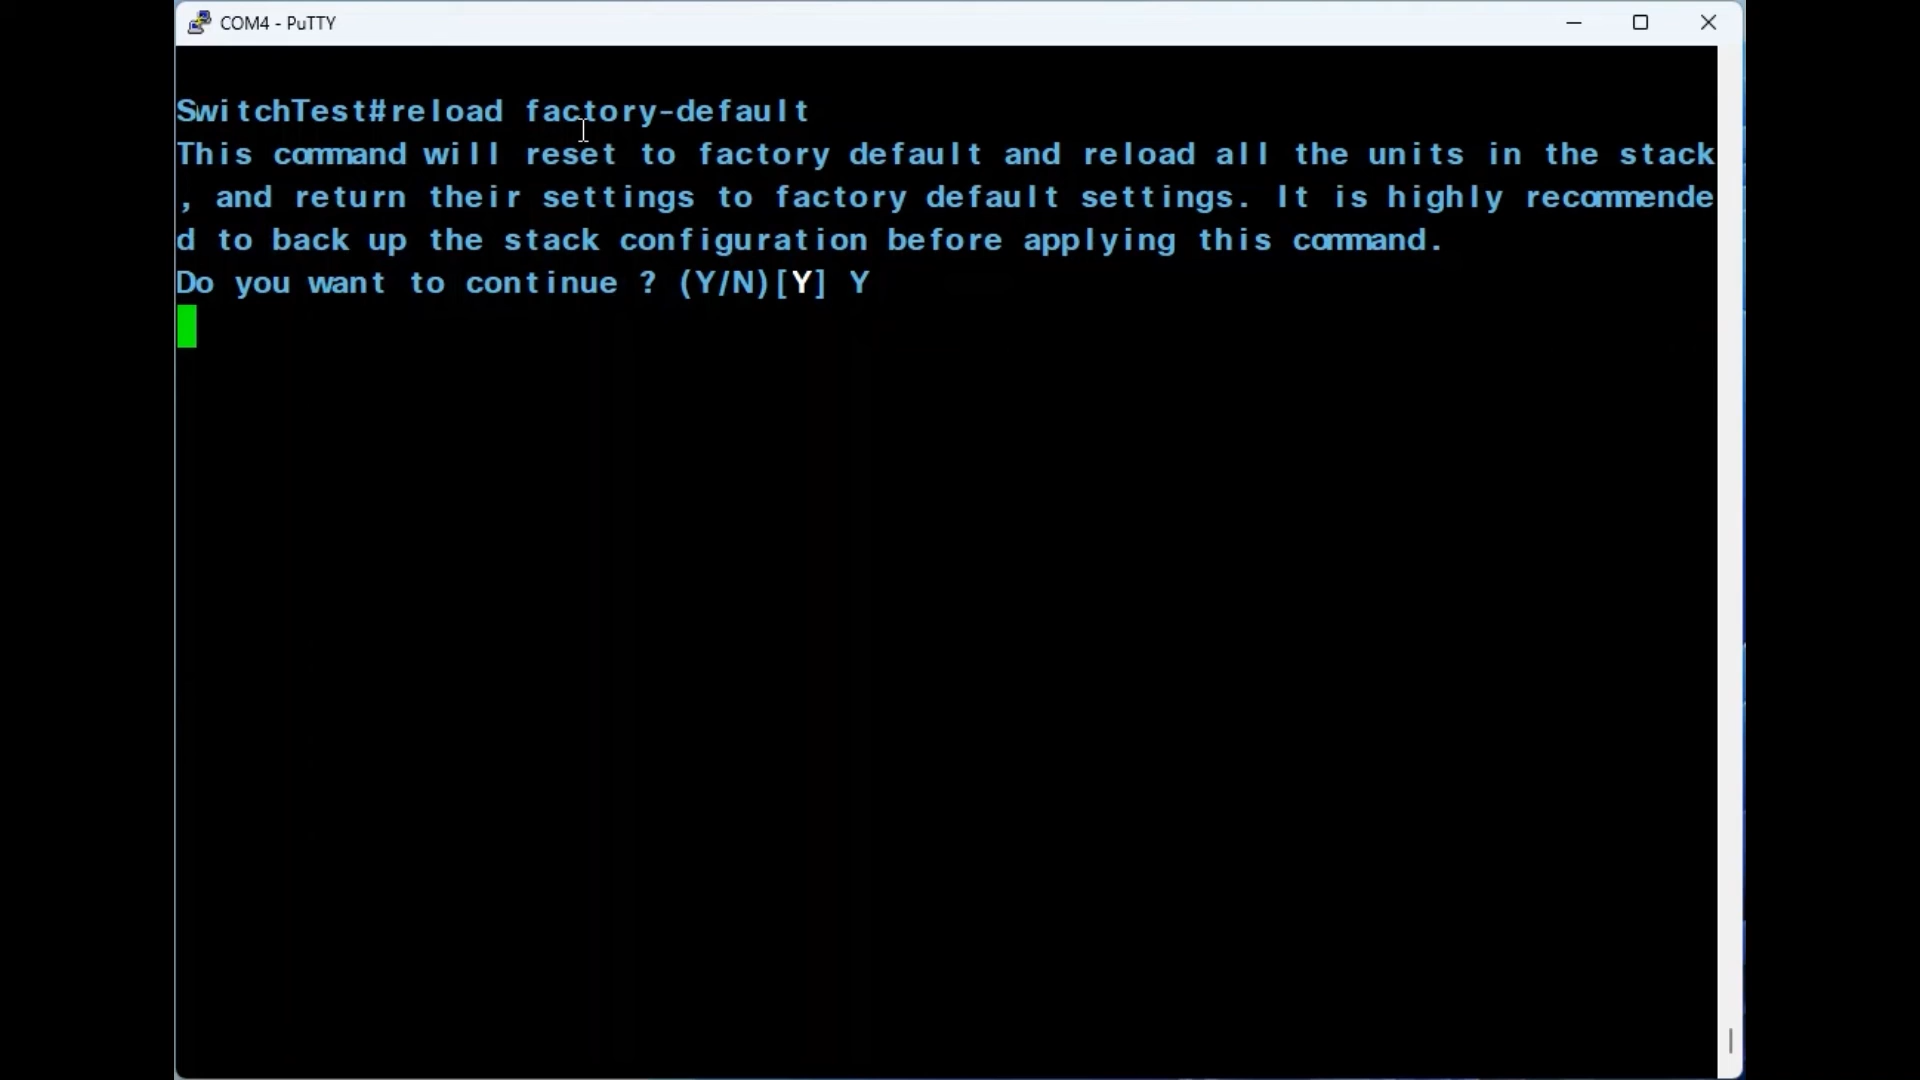 COM4 - PuTTY
SwitchTest#reload factory-default
This command will reset to factory default and reload all the units in the stack
, and return their settings to factory default settings. It is highly recommende
d to back up the stack configuration before applying this command.
Do you want to continue ? (Y/N)[Y] Y